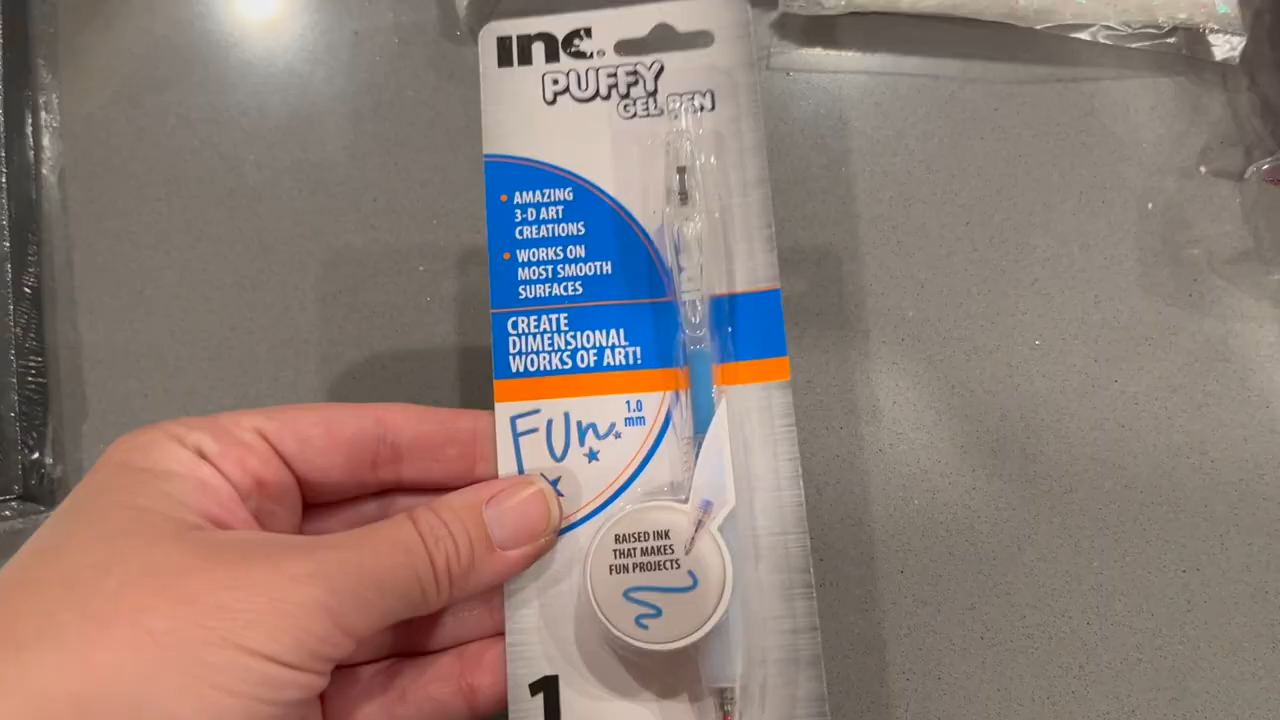 INC.
PUFFY
GEL PEN
• AMAZING
3-D ART
CREATIONS
• WORKS ON
MOST SMOOTH
SURFACES
CREATE
DIMENSIONAL
WORKS OF ART!
FUn
1.0
mm
RAISED INK
THAT MAKES
FUN PROJECTS
1